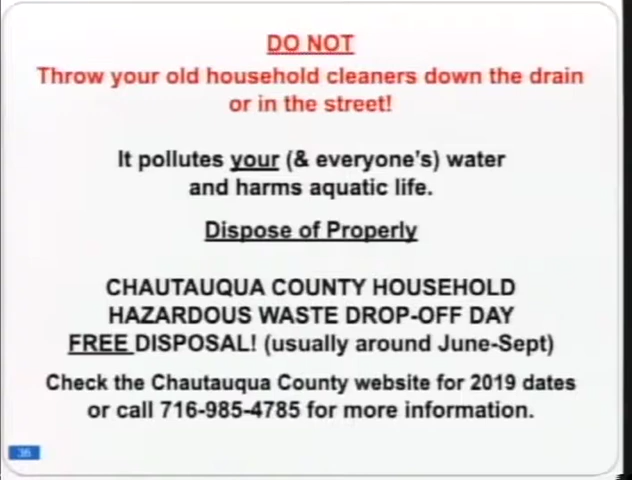 DO NOT
Throw your old household cleaners down the drain
or in the street!
It pollutes your (& everyone's) water
and harms aquatic life.
Dispose of Properly
CHAUTAUQUA COUNTY HOUSEHOLD
HAZARDOUS WASTE DROP-OFF DAY
FREE DISPOSAL! (usually around June-Sept)
Check the Chautauqua County website for 2019 dates
or call 716-985-4785 for more information.
36